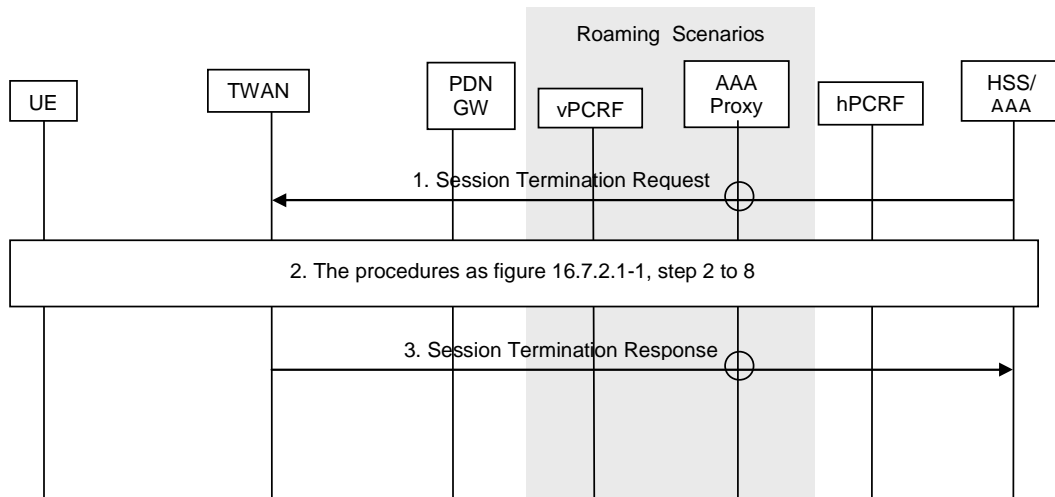 Roaming Scenarios
UE
TWAN
PDN
GW
vPCRF
AAA
Proxy
hPCRF
HSS/
AAA
1. Session Termination Request
2. The procedures as figure 16.7.2.1-1, step 2 to 8
3. Session Termination Response